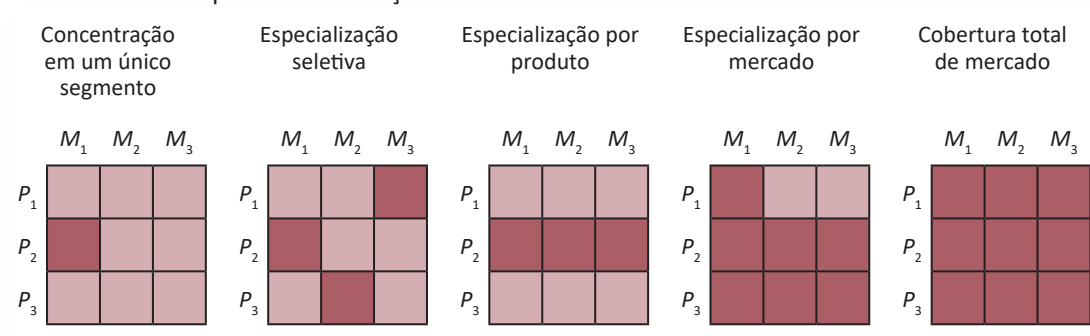 Concentração
em um único
segmento
Especialização
seletiva
Especialização por
produto
Especialização por
mercado
Cobertura total
de mercado
M1 M2 M3
P1
P2
P3
M1 M2 M3
P1
P2
P3
M1 M2 M3
P1
P2
P3
M1 M2 M3
P1
P2
P3
M1 M2 M3
P1
P2
P3